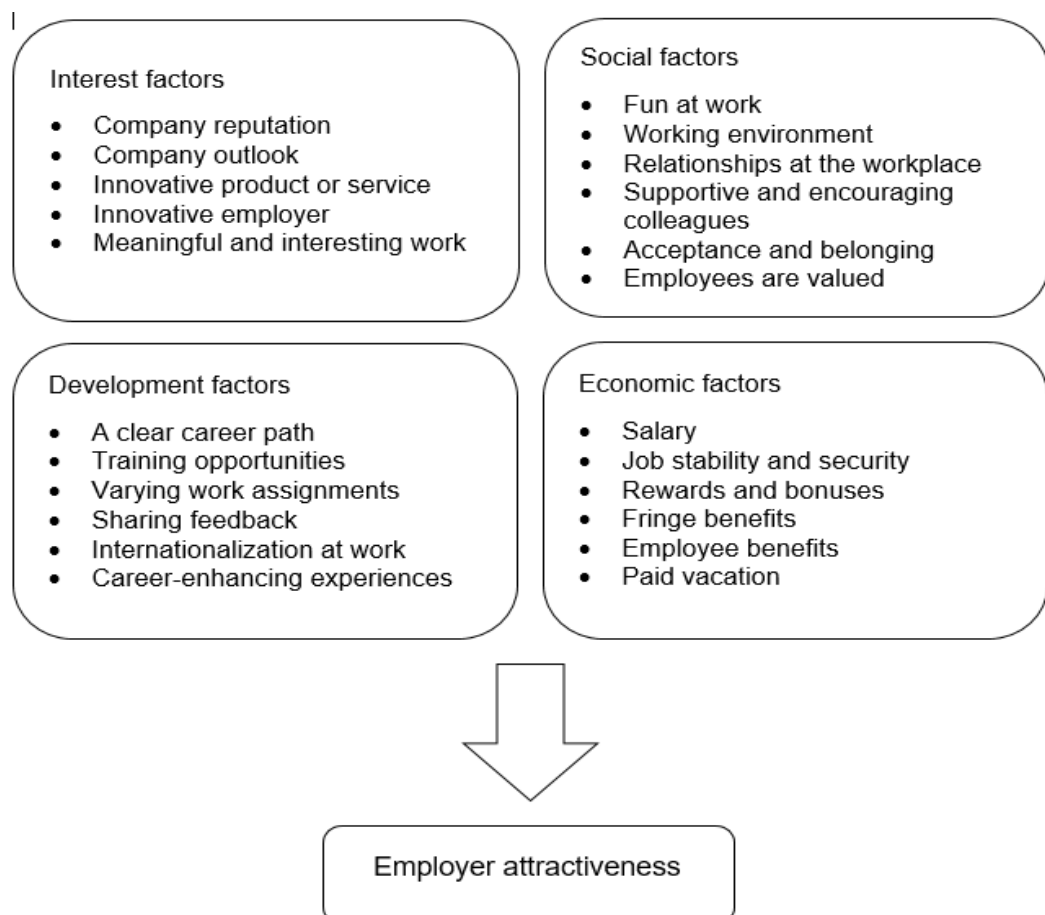 Interest factors
• Company reputation
• Company outlook
• Innovative product or service
• Innovative employer
• Meaningful and interesting work
Social factors
• Fun at work
• Working environment
• Relationships at the workplace
• Supportive and encouraging
colleagues
• Acceptance and belonging
• Employees are valued
Development factors
• A clear career path
• Training opportunities
• Varying work assignments
• Sharing feedback
• Internationalization at work
• Career-enhancing experiences
Economic factors
• Salary
• Job stability and security
• Rewards and bonuses
• Fringe benefits
• Employee benefits
• Paid vacation
Employer attractiveness